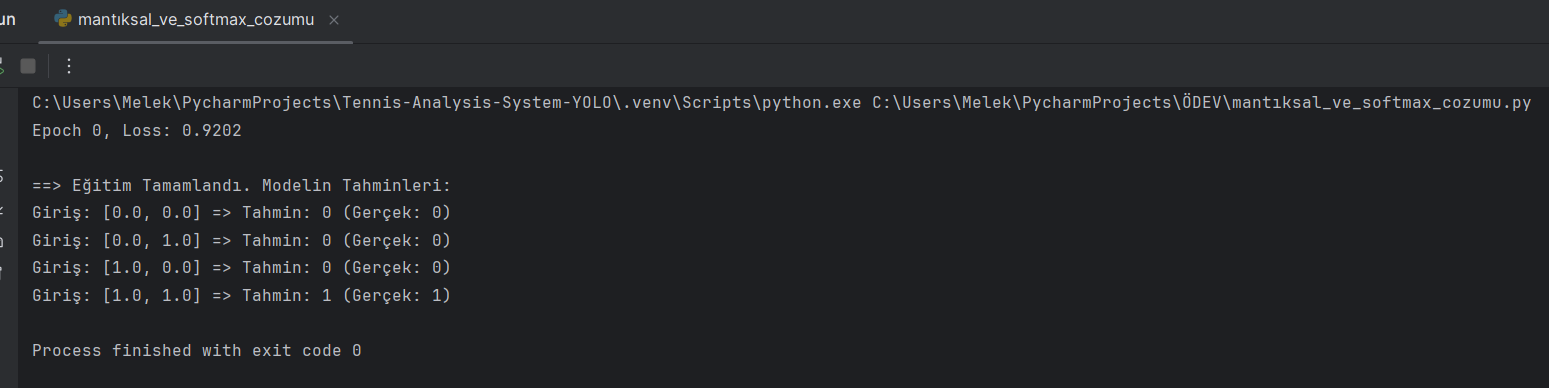 un mantıksal_ve_softmax_cozumu
C:\Users\Melek\PycharmProjects\Tennis-Analysis-System-YOLO\.venv\Scripts\python.exe C:\Users\Melek\PycharmProjects\ÖDEV\mantıksal_ve_softmax_cozumu.py
Epoch 0, Loss: 0.9202
==> Eğitim Tamamlandı. Modelin Tahminleri:
Giriş: [0.0, 0.0] => Tahmin: 0 (Gerçek: 0)
Giriş: [0.0, 1.0] => Tahmin: 0 (Gerçek: 0)
Giriş: [1.0, 0.0] => Tahmin: 0 (Gerçek: 0)
Giriş: [1.0, 1.0] => Tahmin: 1 (Gerçek: 1)
Process finished with exit code 0